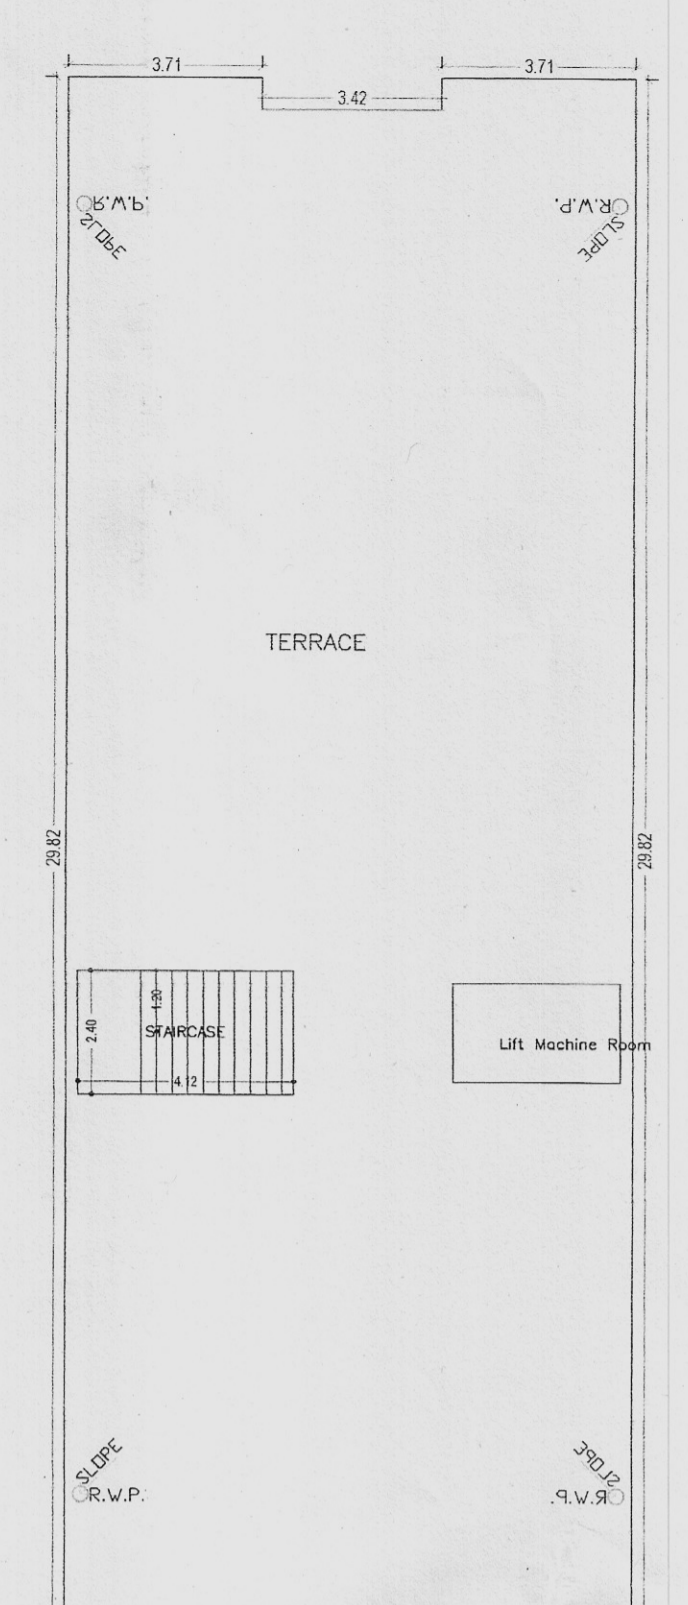 3.71
3.71
3.42
R.W.P.
SLOPE
R.W.P.
SLOPE
TERRACE
29.82
29.82
1.20
2.40
STAIRCASE
4.12
Lift Machine Room
SLOPE
R.W.P.
SLOPE
R.W.P.